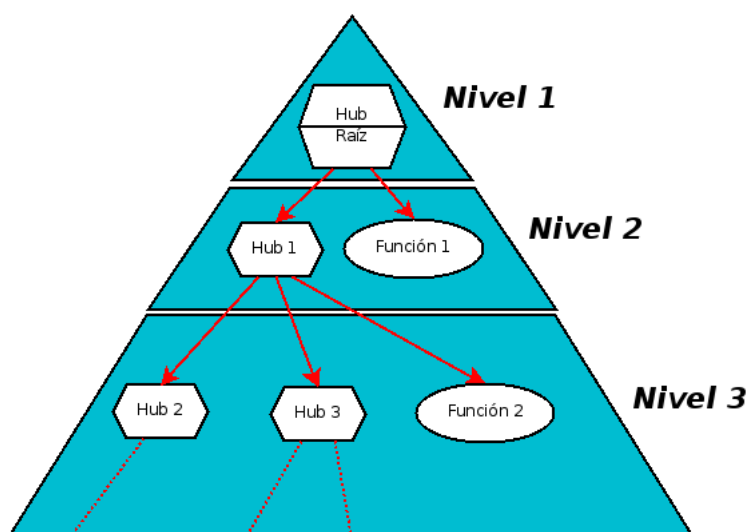 Hub
Raíz
Nivel 1
Hub 1
Función 1
Nivel 2
Hub 2
Hub 3
Función 2
Nivel 3